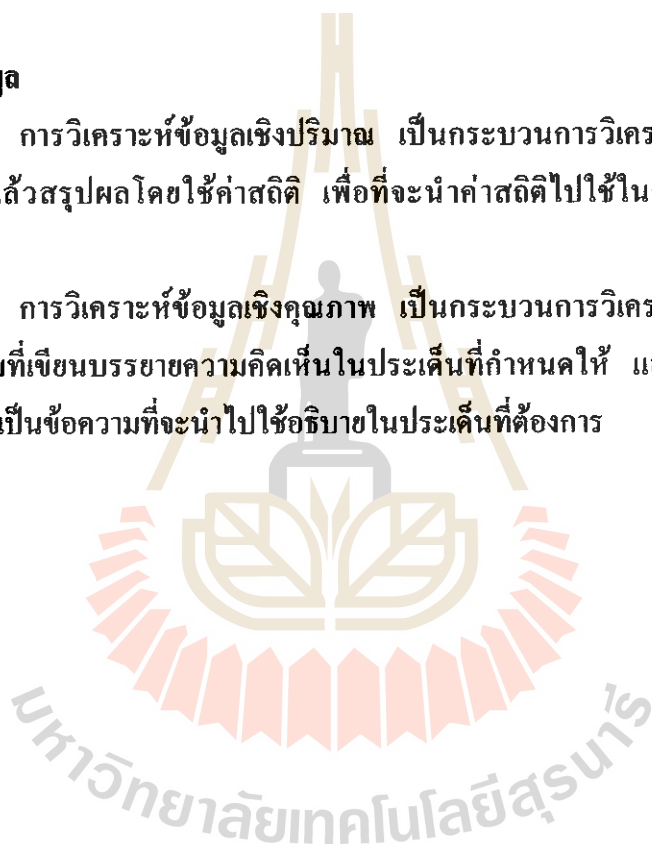 การวิเคราะห์ข้อมูลเชิงปริมาณ เป็นกระบวนการวิเคร
ล้วสรุปผลโดยใช้ค่าสถิติ เพื่อที่จะนำค่าสถิติไปใช้ใน
การวิเคราะห์ข้อมูลเชิงคุณภาพ เป็นกระบวนการวิเคร
ที่เขียนบรรยายความคิดเห็นในประเด็นที่กำหนดให้
เป็นข้อความที่จะนำไปใช้อธิบายในประเด็นที่ต้องการ
มหาวิทยาลัยเทคโนโลยีสุรนารี